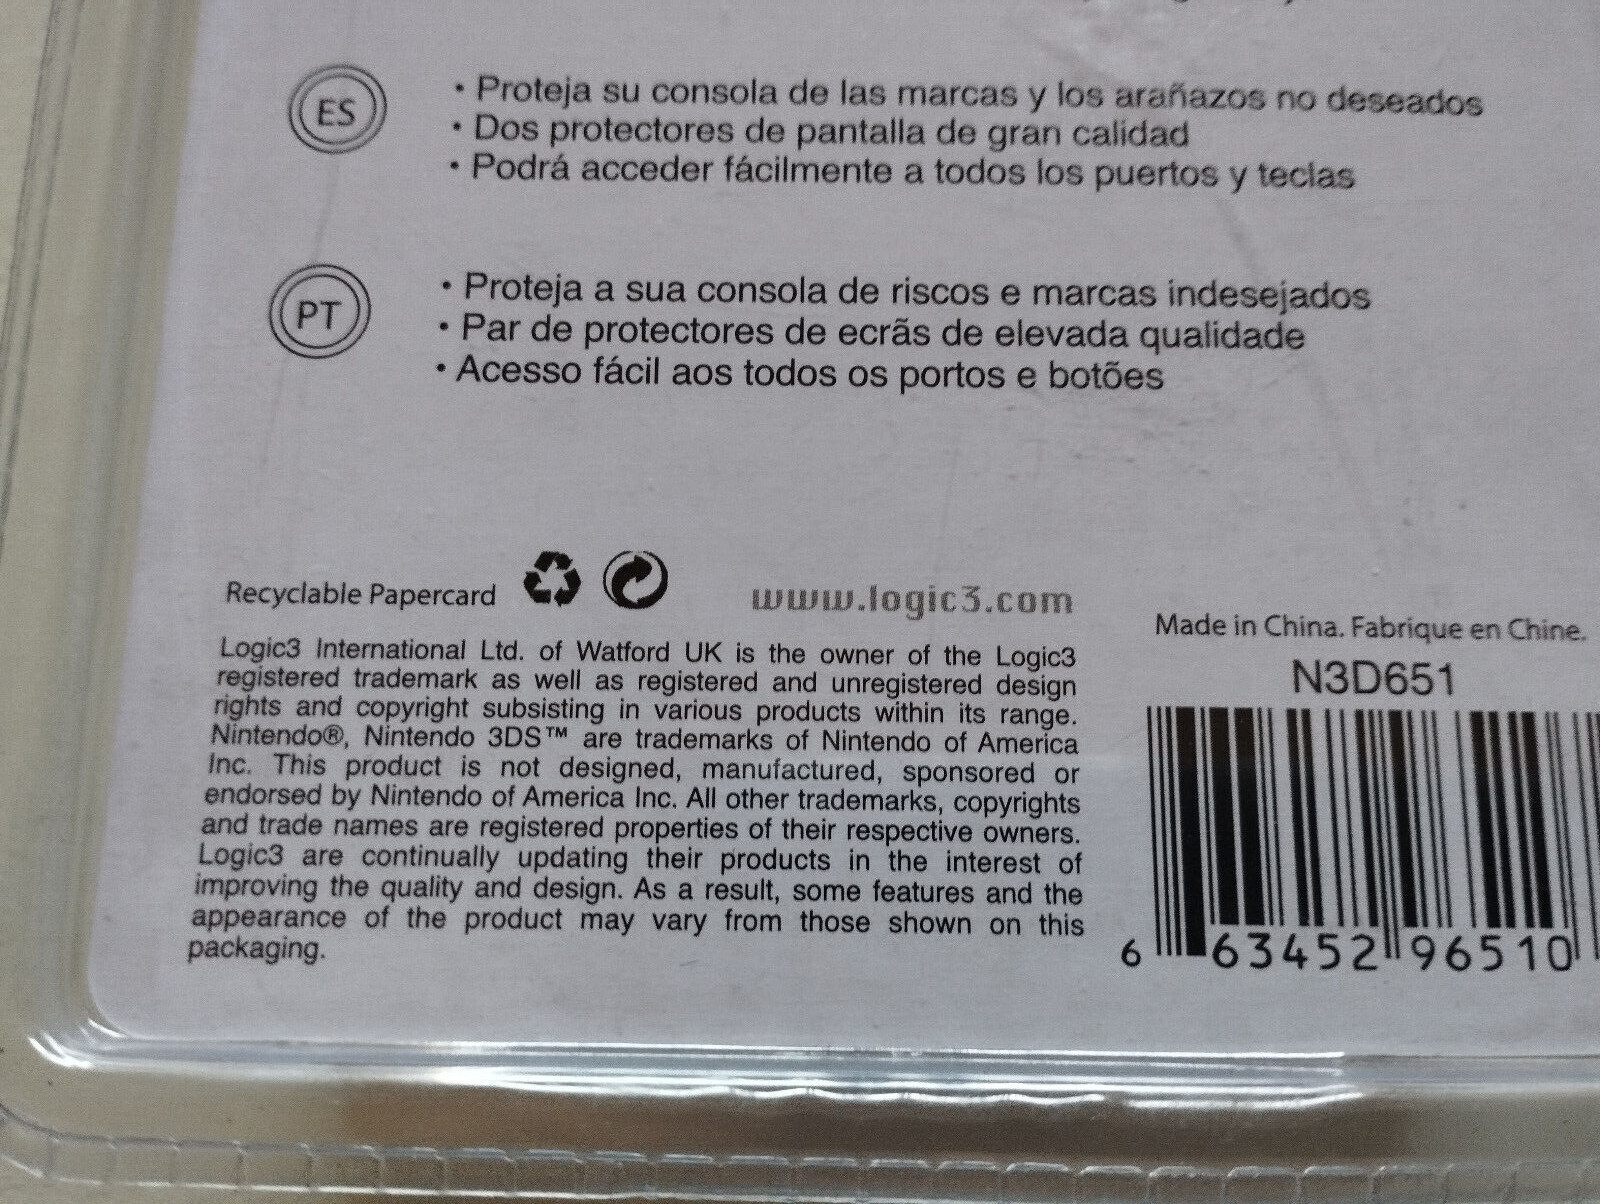 ES
• Proteja su consola de las marcas y los arañazos no deseados
• Dos protectores de pantalla de gran calidad
• Podrá acceder fácilmente a todos los puertos y teclas
PT
• Proteja a sua consola de riscos e marcas indesejados
• Par de protectores de ecrãs de elevada qualidade
• Acesso fácil aos todos os portos e botões
Recyclable Papercard
www.logic3.com
Logic3 International Ltd. of Watford UK is the owner of the Logic3
registered trademark as well as registered and unregistered design
rights and copyright subsisting in various products within its range.
Nintendo®, Nintendo 3DS™ are trademarks of Nintendo of America
Inc. This product is not designed, manufactured, sponsored or
endorsed by Nintendo of America Inc. All other trademarks, copyrights
and trade names are registered properties of their respective owners.
Logic3 are continually updating their products in the interest of
improving the quality and design. As a result, some features and the
appearance of the product may vary from those shown on this
packaging.
Made in China. Fabrique en Chine.
N3D651
6 63452 96510